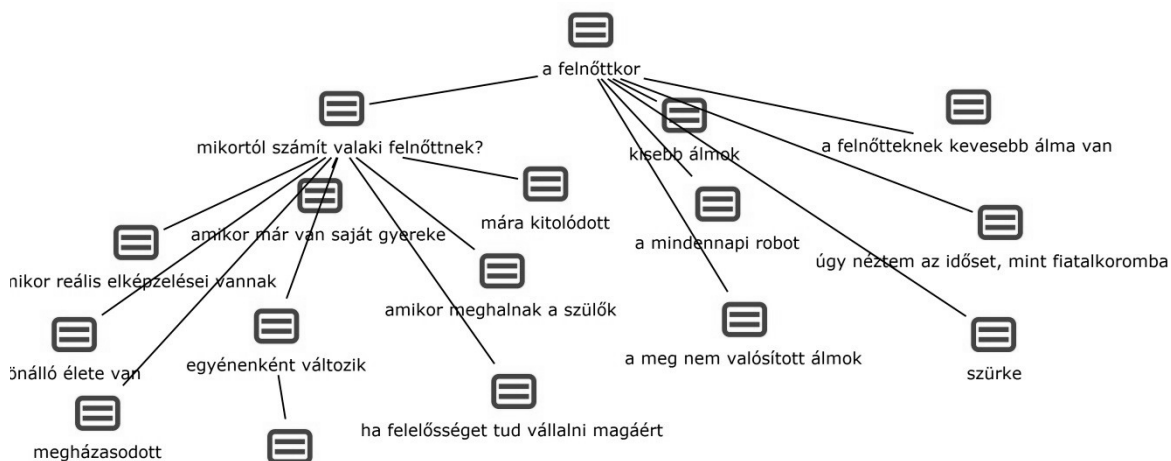 a felnőttkor
mikortól számít valaki felnőttnek?
kisebb álmok
a felnőtteknek kevesebb álma van
mára kitolódott
amikor már van saját gyereke
a mindennapi robot
úgy néztem az időset, mint fiatalkoromba
nikor reális elképzelései vannak
amikor meghalnak a szülők
önálló élete van
egyénenként változik
a meg nem valósított álmok
szürke
megházasodott
ha felelősséget tud vállalni magáért